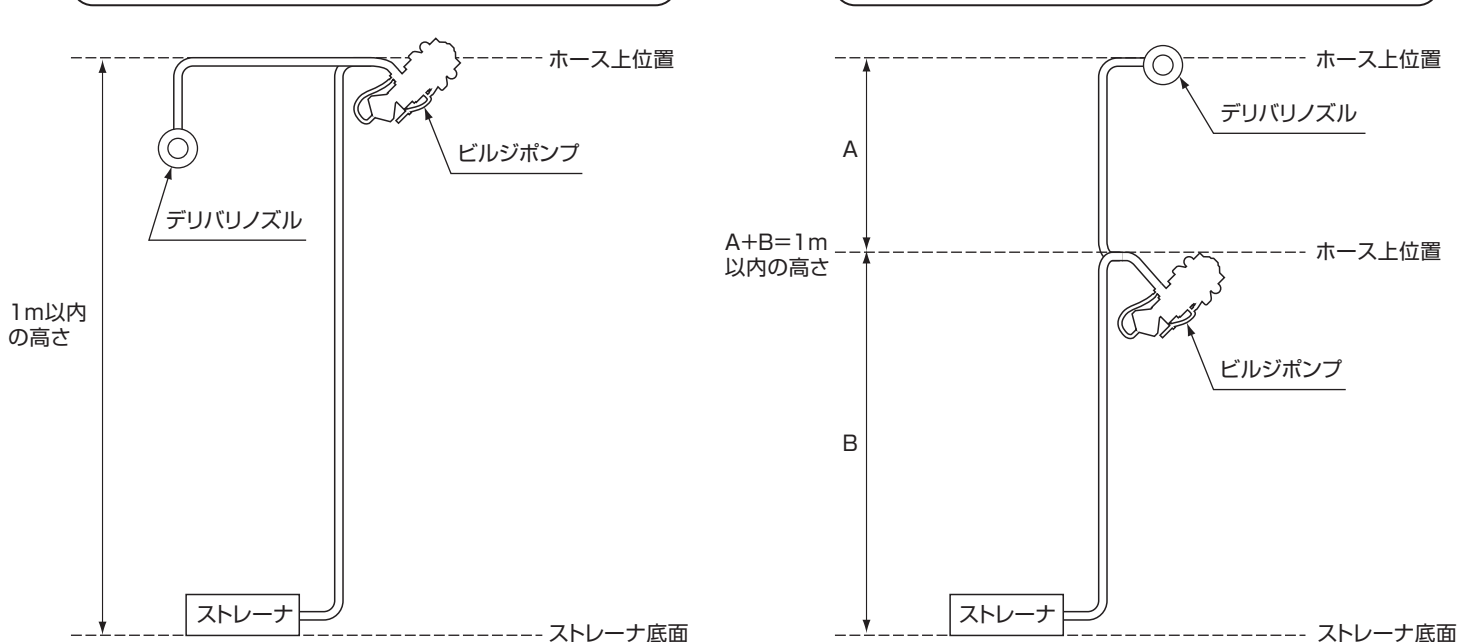 ホース上位置
ビルジポンプ
デリバリノズル
1m以内
の高さ
ストレーナ
ストレーナ底面
ホース上位置
デリバリノズル
A
A+B=1m
以内の高さ
ホース上位置
ビルジポンプ
B
ストレーナ
ストレーナ底面